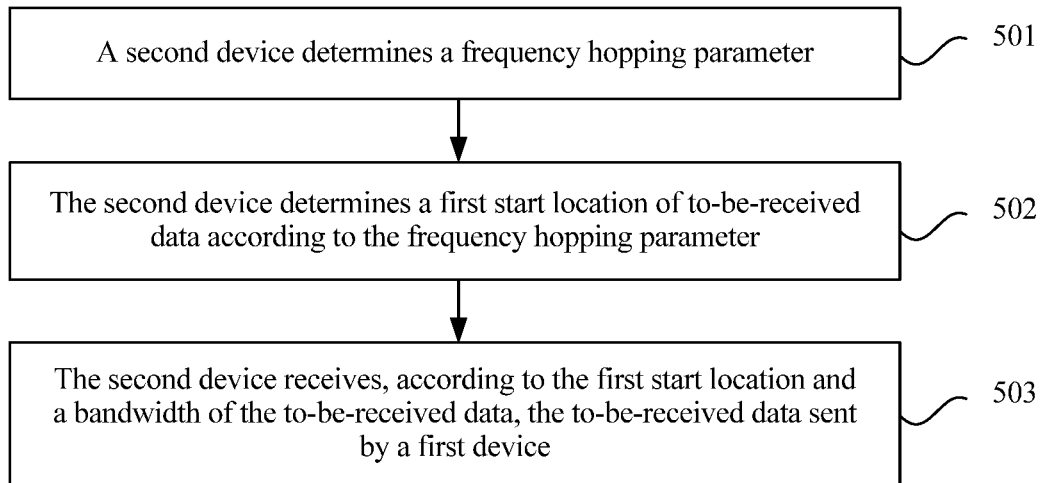 A second device determines a frequency hopping parameter
501
The second device determines a first start location of to-be-received
data according to the frequency hopping parameter
502
The second device receives, according to the first start location and
a bandwidth of the to-be-received data, the to-be-received data sent
by a first device
503